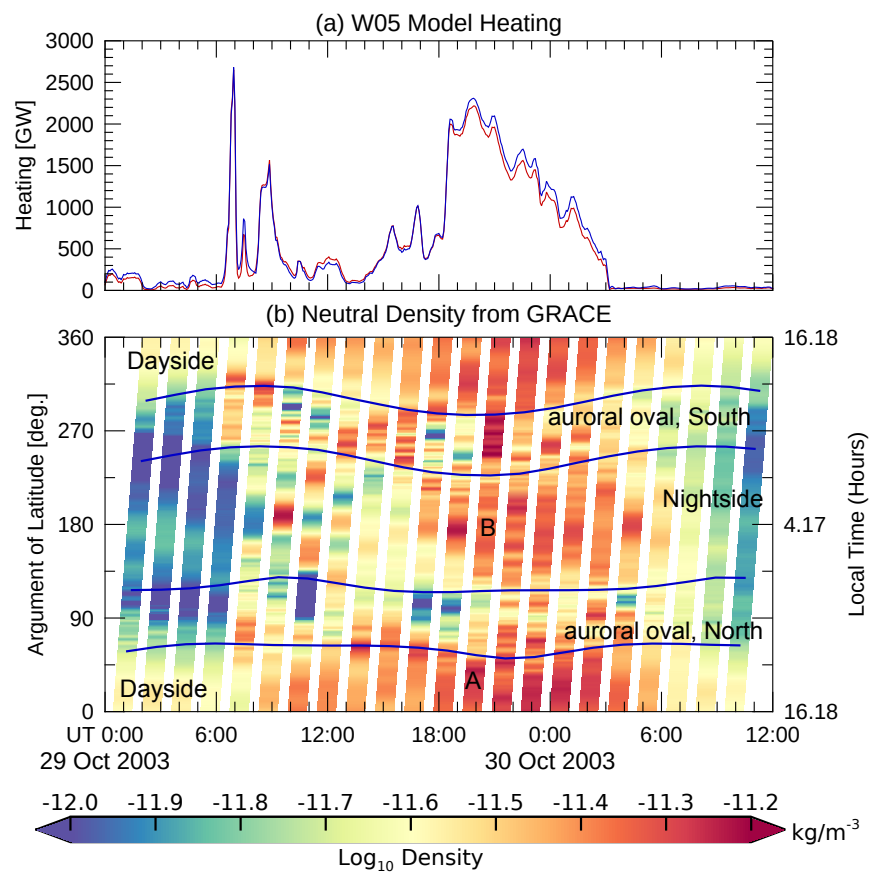 (a) W05 Model Heating
3000
2500
2000
1500
1000
500
0
Heating [GW]
(b) Neutral Density from GRACE
360
270
180
90
0
Argument of Latitude [deg.]
16.18
4.17
16.18
Local Time (Hours)
Dayside
auroral oval, South
Nightside
B
auroral oval, North
A
Dayside
UT 0:00 6:00 12:00 18:00 0:00 6:00 12:00
29 Oct 2003 30 Oct 2003
-12.0 -11.9 -11.8 -11.7 -11.6 -11.5 -11.4 -11.3 -11.2
kg/m-3
Log10 Density